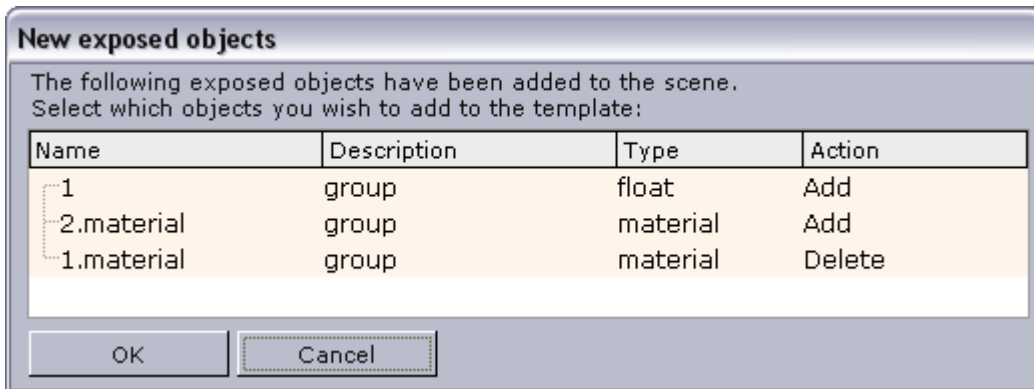 New exposed objects
The following exposed objects have been added to the scene.
Select which objects you wish to add to the template:
Name Description Type Action
1 group float Add
2.material group material Add
1.material group material Delete
OK Cancel